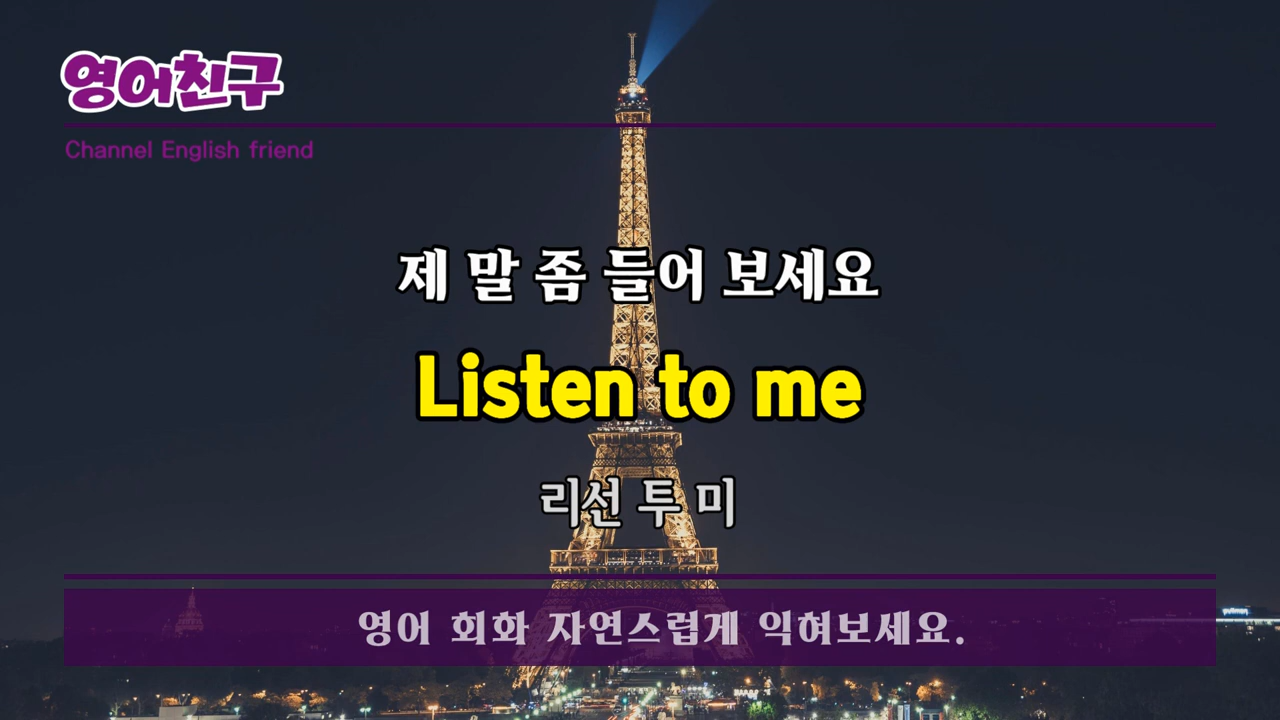 영어친구
Channel English friend
제 말 좀 들어 보세요
Listen to me
리선 투 미
영어 회화 자연스럽게 익혀보세요.